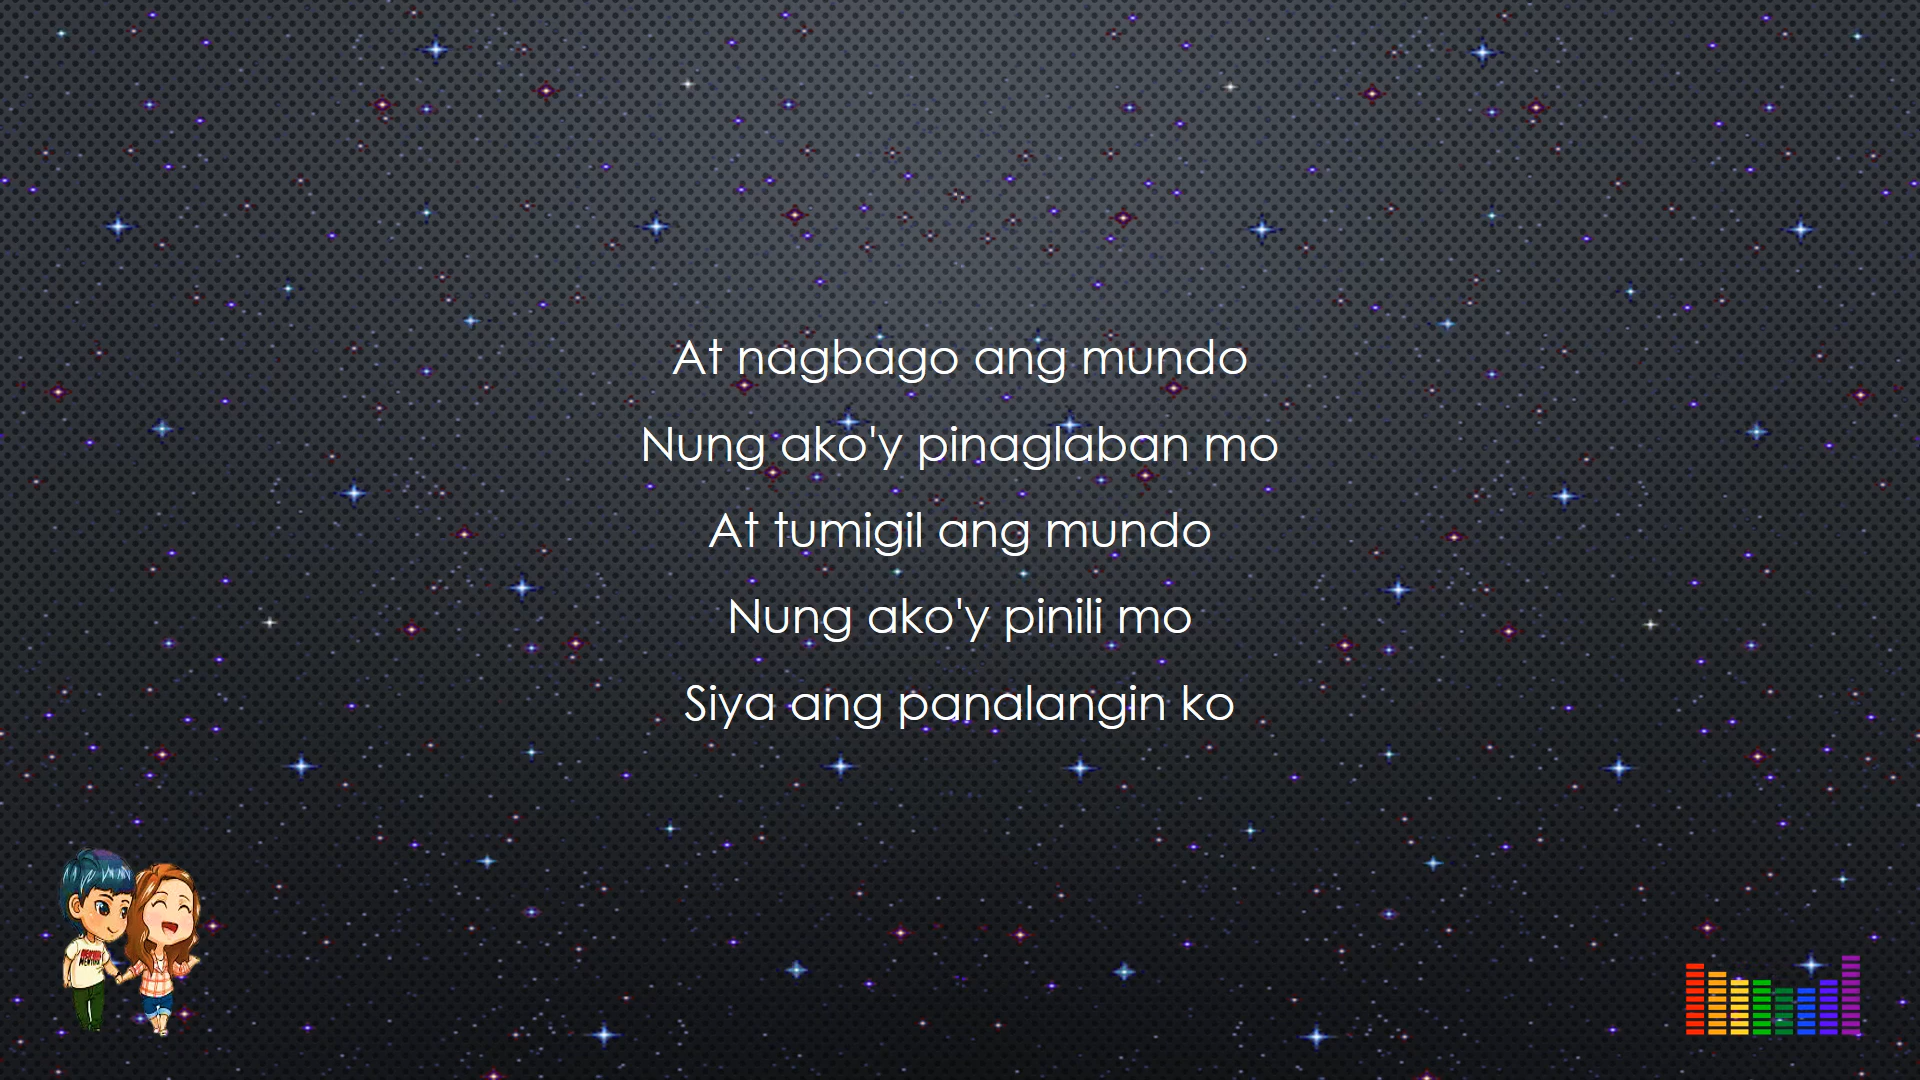 At nagbago ang mundo
Nung ako'y pinaglaban mo
At tumigil ang mundo
Nung ako'y pinili mo
Siya ang panalangin ko